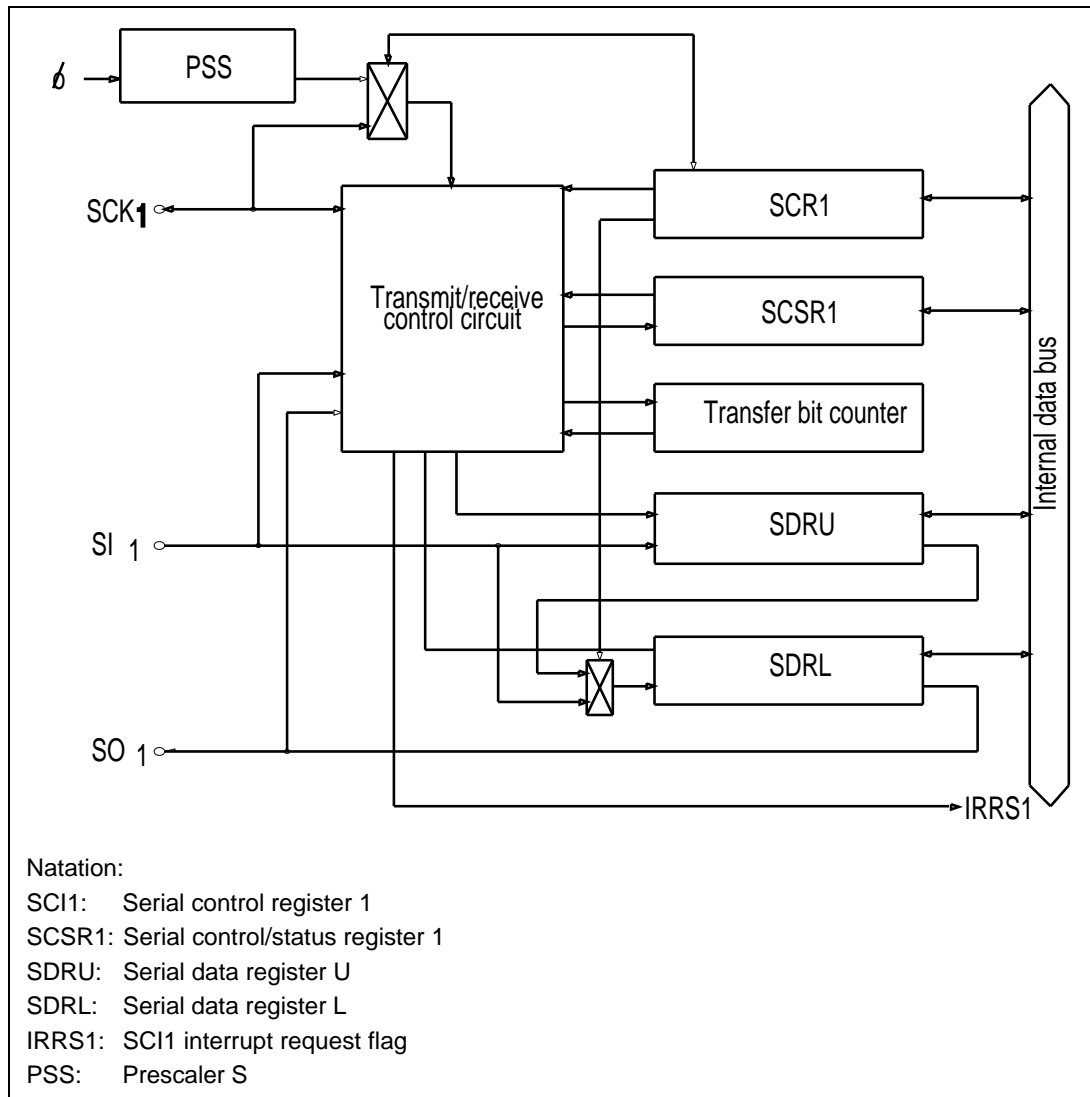 PSS
ϕ
SCK1
SCR1
Transmit/receive
control circuit
SCSR1
Transfer bit counter
Internal data bus
SI 1
SDRU
SDRL
SO 1
IRRS1
Natation:
SCI1: Serial control register 1
SCSR1: Serial control/status register 1
SDRU: Serial data register U
SDRL: Serial data register L
IRRS1: SCI1 interrupt request flag
PSS: Prescaler S